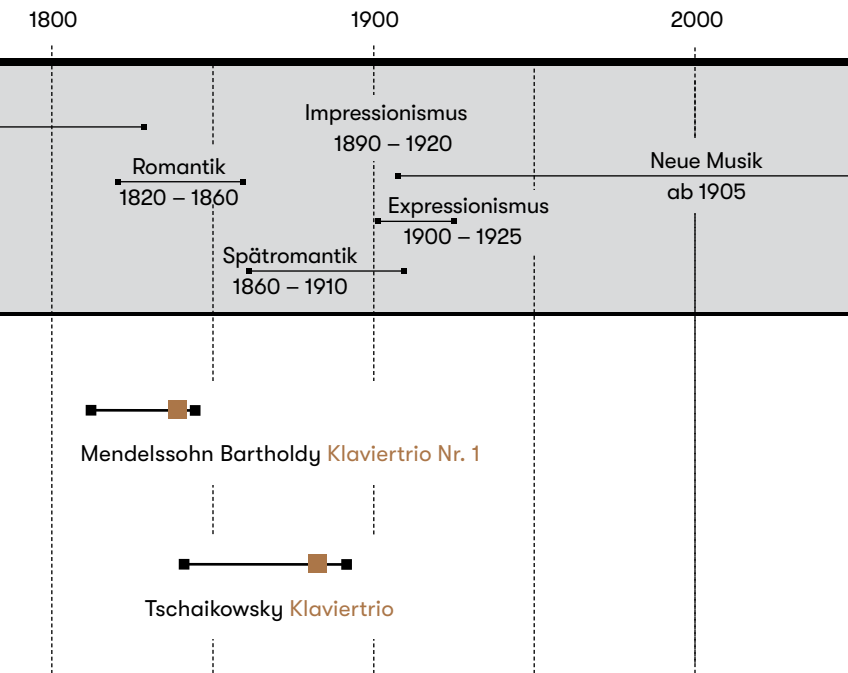 1800
1900
2000
Impressionismus
1890 – 1920
Romantik
1820 – 1860
Neue Musik
ab 1905
Expressionismus
1900 – 1925
Spätromantik
1860 – 1910
Mendelssohn Bartholdy Klaviertrio Nr. 1
Tschaikowsky Klaviertrio